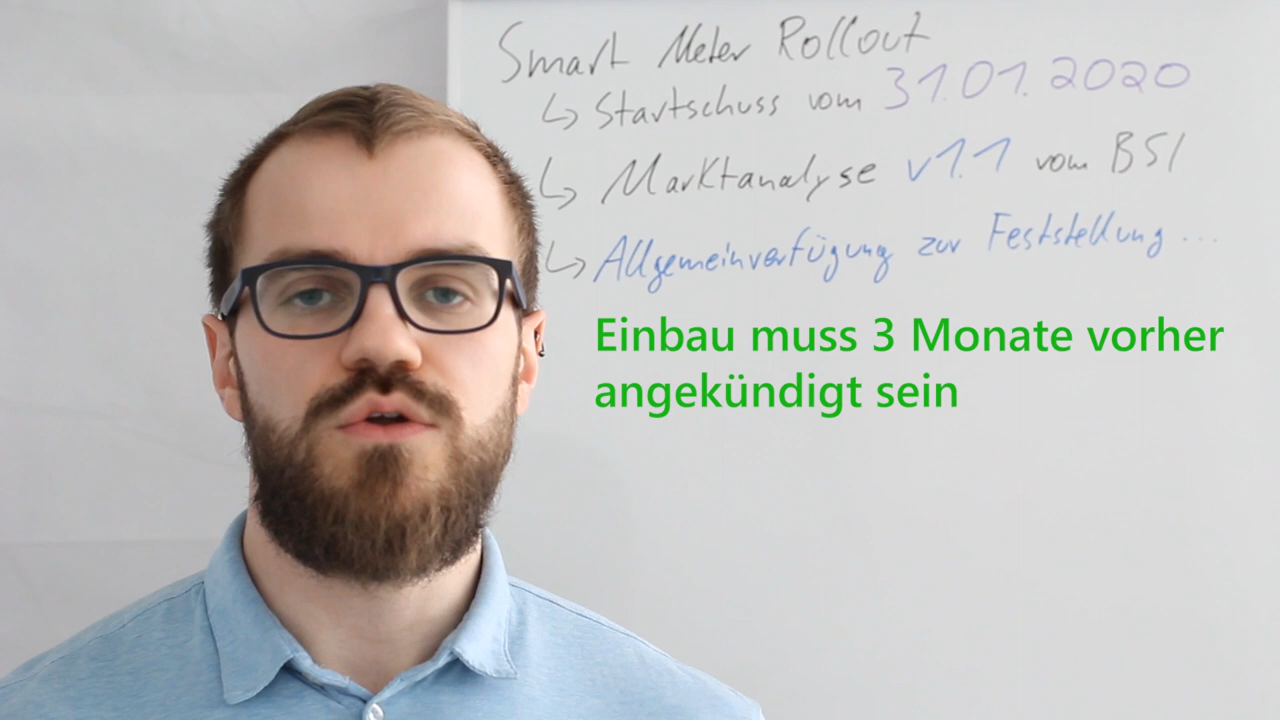 Smart Meter Rollout
↳ Startschuss vom 31.01.2020
↳ Marktanalyse v1.1 vom BSI
↳ Allgemeinverfügung zur Feststellung ...
Einbau muss 3 Monate vorher
angekündigt sein